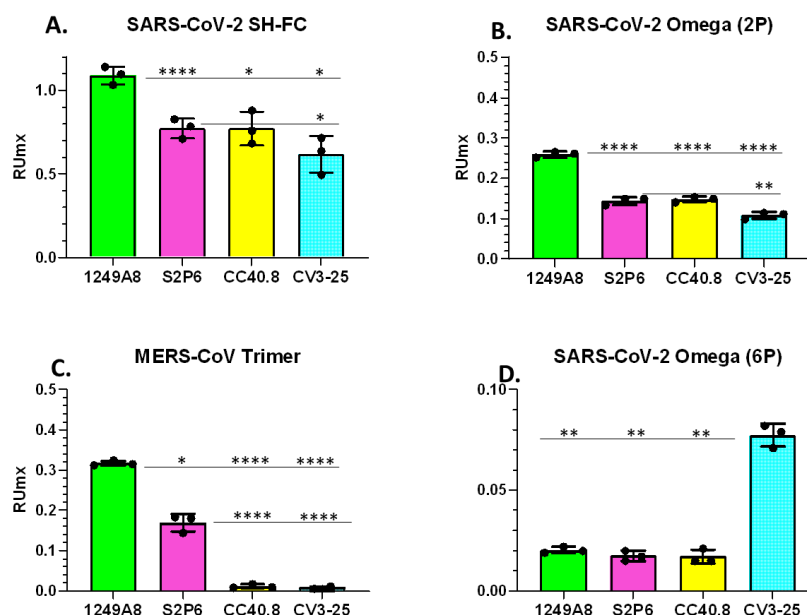 A.
SARS-CoV-2 SH-FC
RUmx
1.0
0.5
0.0
**** * *
*
1249A8 S2P6 CC40.8 CV3-25
B.
SARS-CoV-2 Omega (2P)
RUmx
0.5
0.3
0.2
0.1
0.0
**** **** ****
**
1249A8 S2P6 CC40.8 CV3-25
C.
MERS-CoV Trimer
RUmx
0.5
0.4
0.3
0.2
0.1
0.0
* **** ****
**** ****
1249A8 S2P6 CC40.8 CV3-25
D.
SARS-CoV-2 Omega (6P)
0.10
0.05
0.00
** ** **
1249A8 S2P6 CC40.8 CV3-25